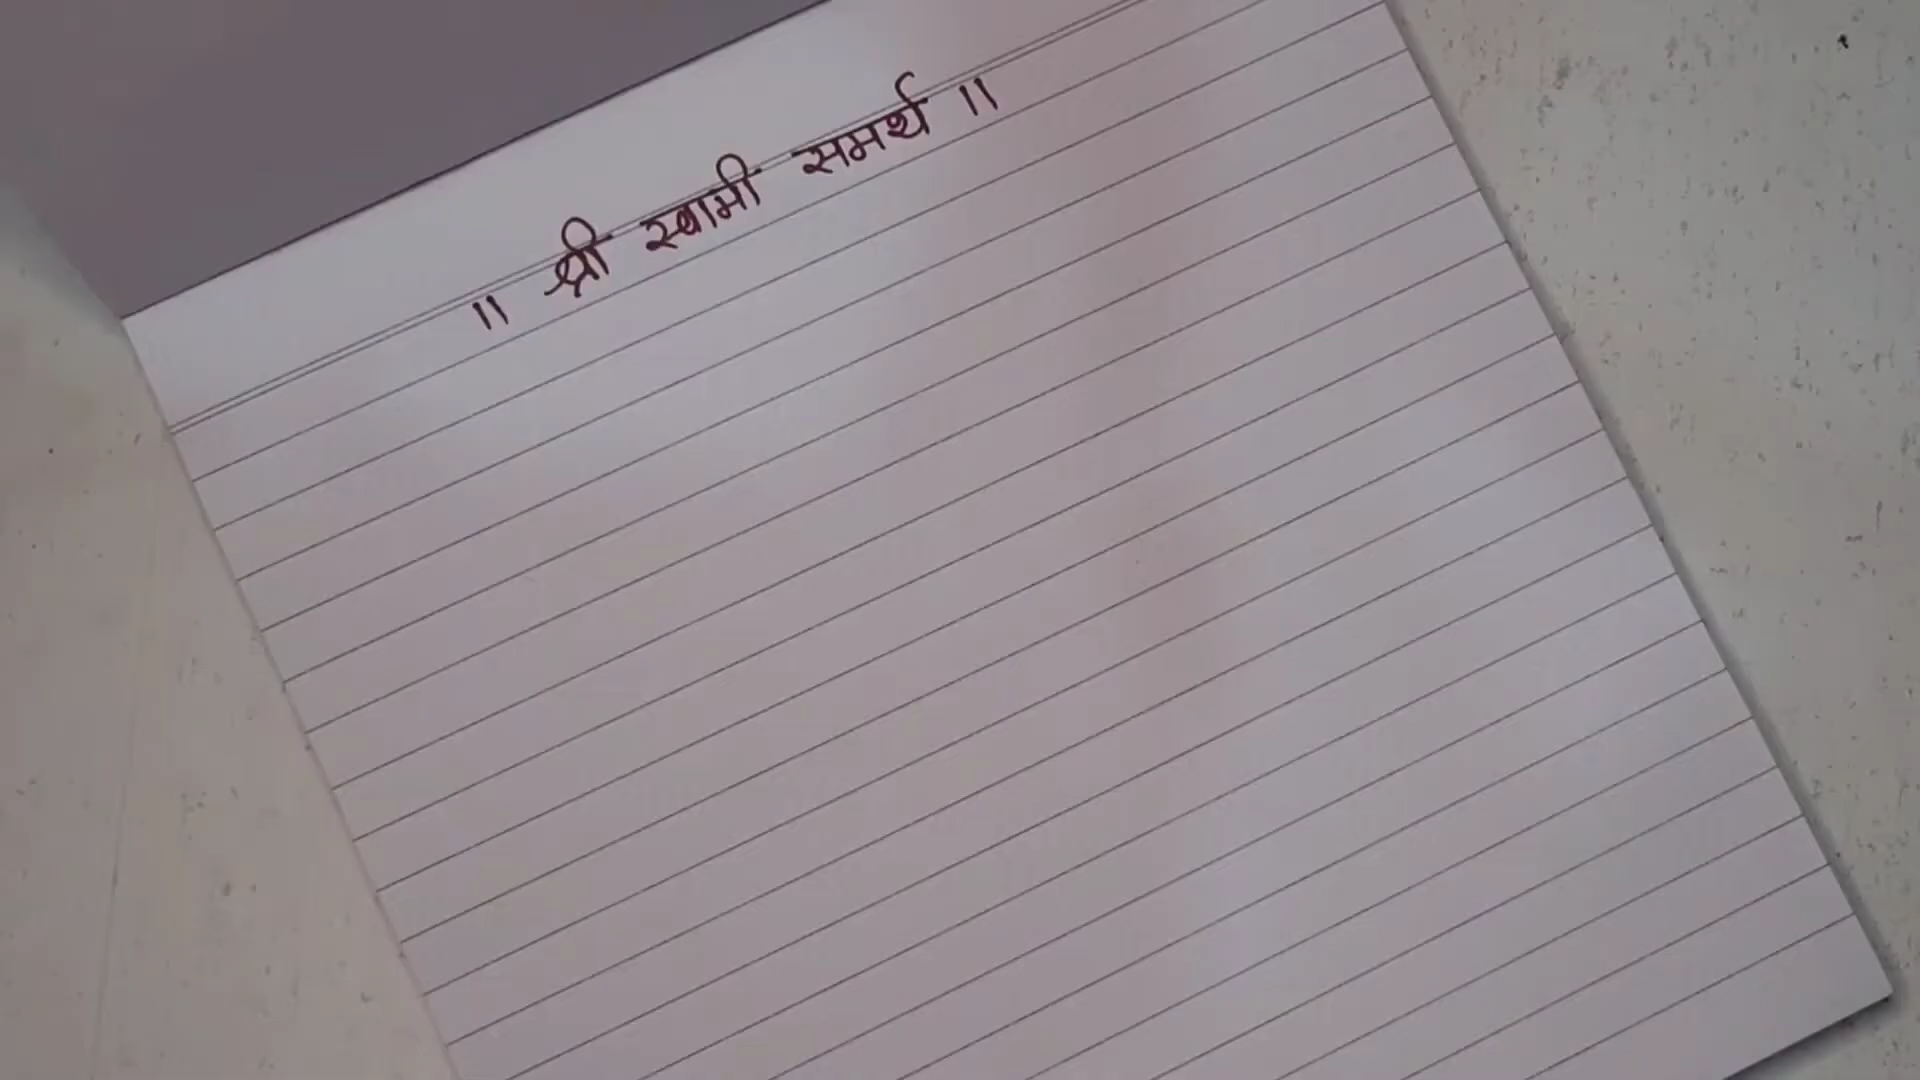 ।। श्री स्वामी समर्थ ।।